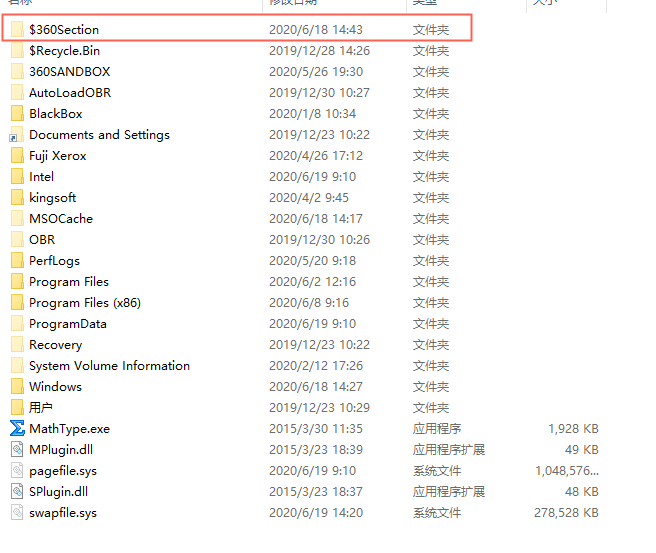 名称 修改日期 类型 大小
$360Section 2020/6/18 14:43 文件夹
$Recycle.Bin 2019/12/28 14:26 文件夹
360SANDBOX 2020/5/26 19:30 文件夹
AutoLoadOBR 2019/12/30 10:27 文件夹
BlackBox 2020/1/8 10:34 文件夹
Documents and Settings 2019/12/23 10:22 文件夹
Fuji Xerox 2020/4/26 17:12 文件夹
Intel 2020/6/19 9:10 文件夹
kingsoft 2020/4/2 9:45 文件夹
MSOCache 2020/6/18 14:17 文件夹
OBR 2019/12/30 10:26 文件夹
PerfLogs 2020/5/20 9:18 文件夹
Program Files 2020/6/2 12:16 文件夹
Program Files (x86) 2020/6/8 9:16 文件夹
ProgramData 2020/6/19 9:10 文件夹
Recovery 2019/12/23 10:22 文件夹
System Volume Information 2020/2/12 17:26 文件夹
Windows 2020/6/18 14:27 文件夹
用户 2019/12/23 10:29 文件夹
MathType.exe 2015/3/30 11:35 应用程序 1,928 KB
MPlugin.dll 2015/3/23 18:39 应用程序扩展 49 KB
pagefile.sys 2020/6/19 9:10 系统文件 1,048,576...
SPlugin.dll 2015/3/23 18:37 应用程序扩展 48 KB
swapfile.sys 2020/6/19 14:20 系统文件 278,528 KB